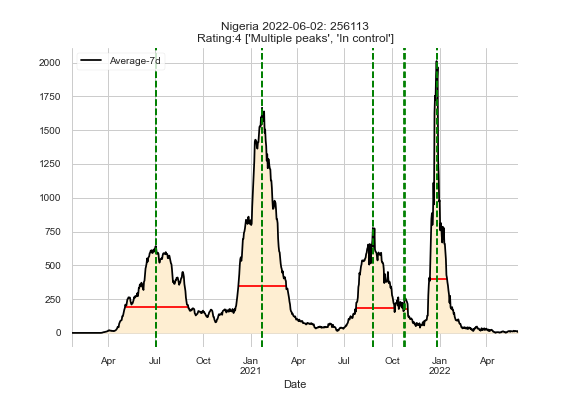 Nigeria 2022-06-02: 256113
Rating:4 ['Multiple peaks', 'In control']
Average-7d
2000
1750
1500
1250
1000
750
500
250
0
Apr Jul Oct Jan Apr Jul Oct Jan Apr
2021 2022
Date